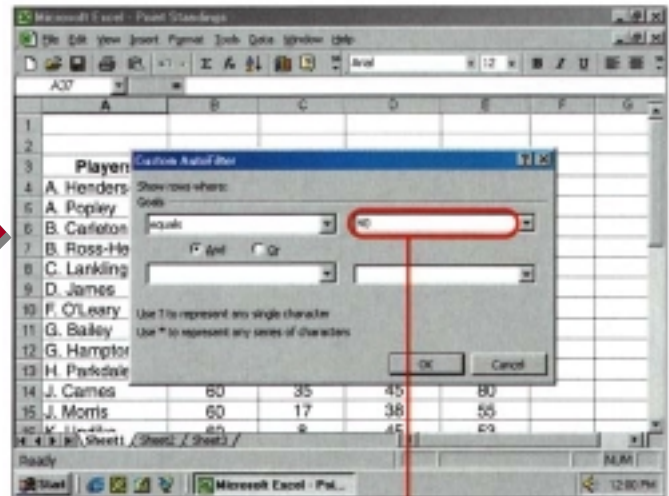 Microsoft Excel - Point Standings
File Edit View Insert Format Tools Data Window Help
Arial 12 B I U
A37 =
A B C D E F G
1
2
3 Player
4 A. Henders
5 A. Popley
6 B. Carleton
7 B. Ross-He
8 C. Lankling
9 D. James
10 F. O'Leary
11 G. Bailey
12 G. Hampton
13 H. Parkdale
14 J. Carnes 60 35 45 80
15 J. Morris 60 17 38 55
Custom AutoFilter
Show rows where:
Goals
equals 40
And Or
Use ? to represent any single character
Use * to represent any series of characters
OK Cancel
Sheet1 Sheet2 Sheet3
Ready NUM
Start Microsoft Excel - Poi... 12:00 PM